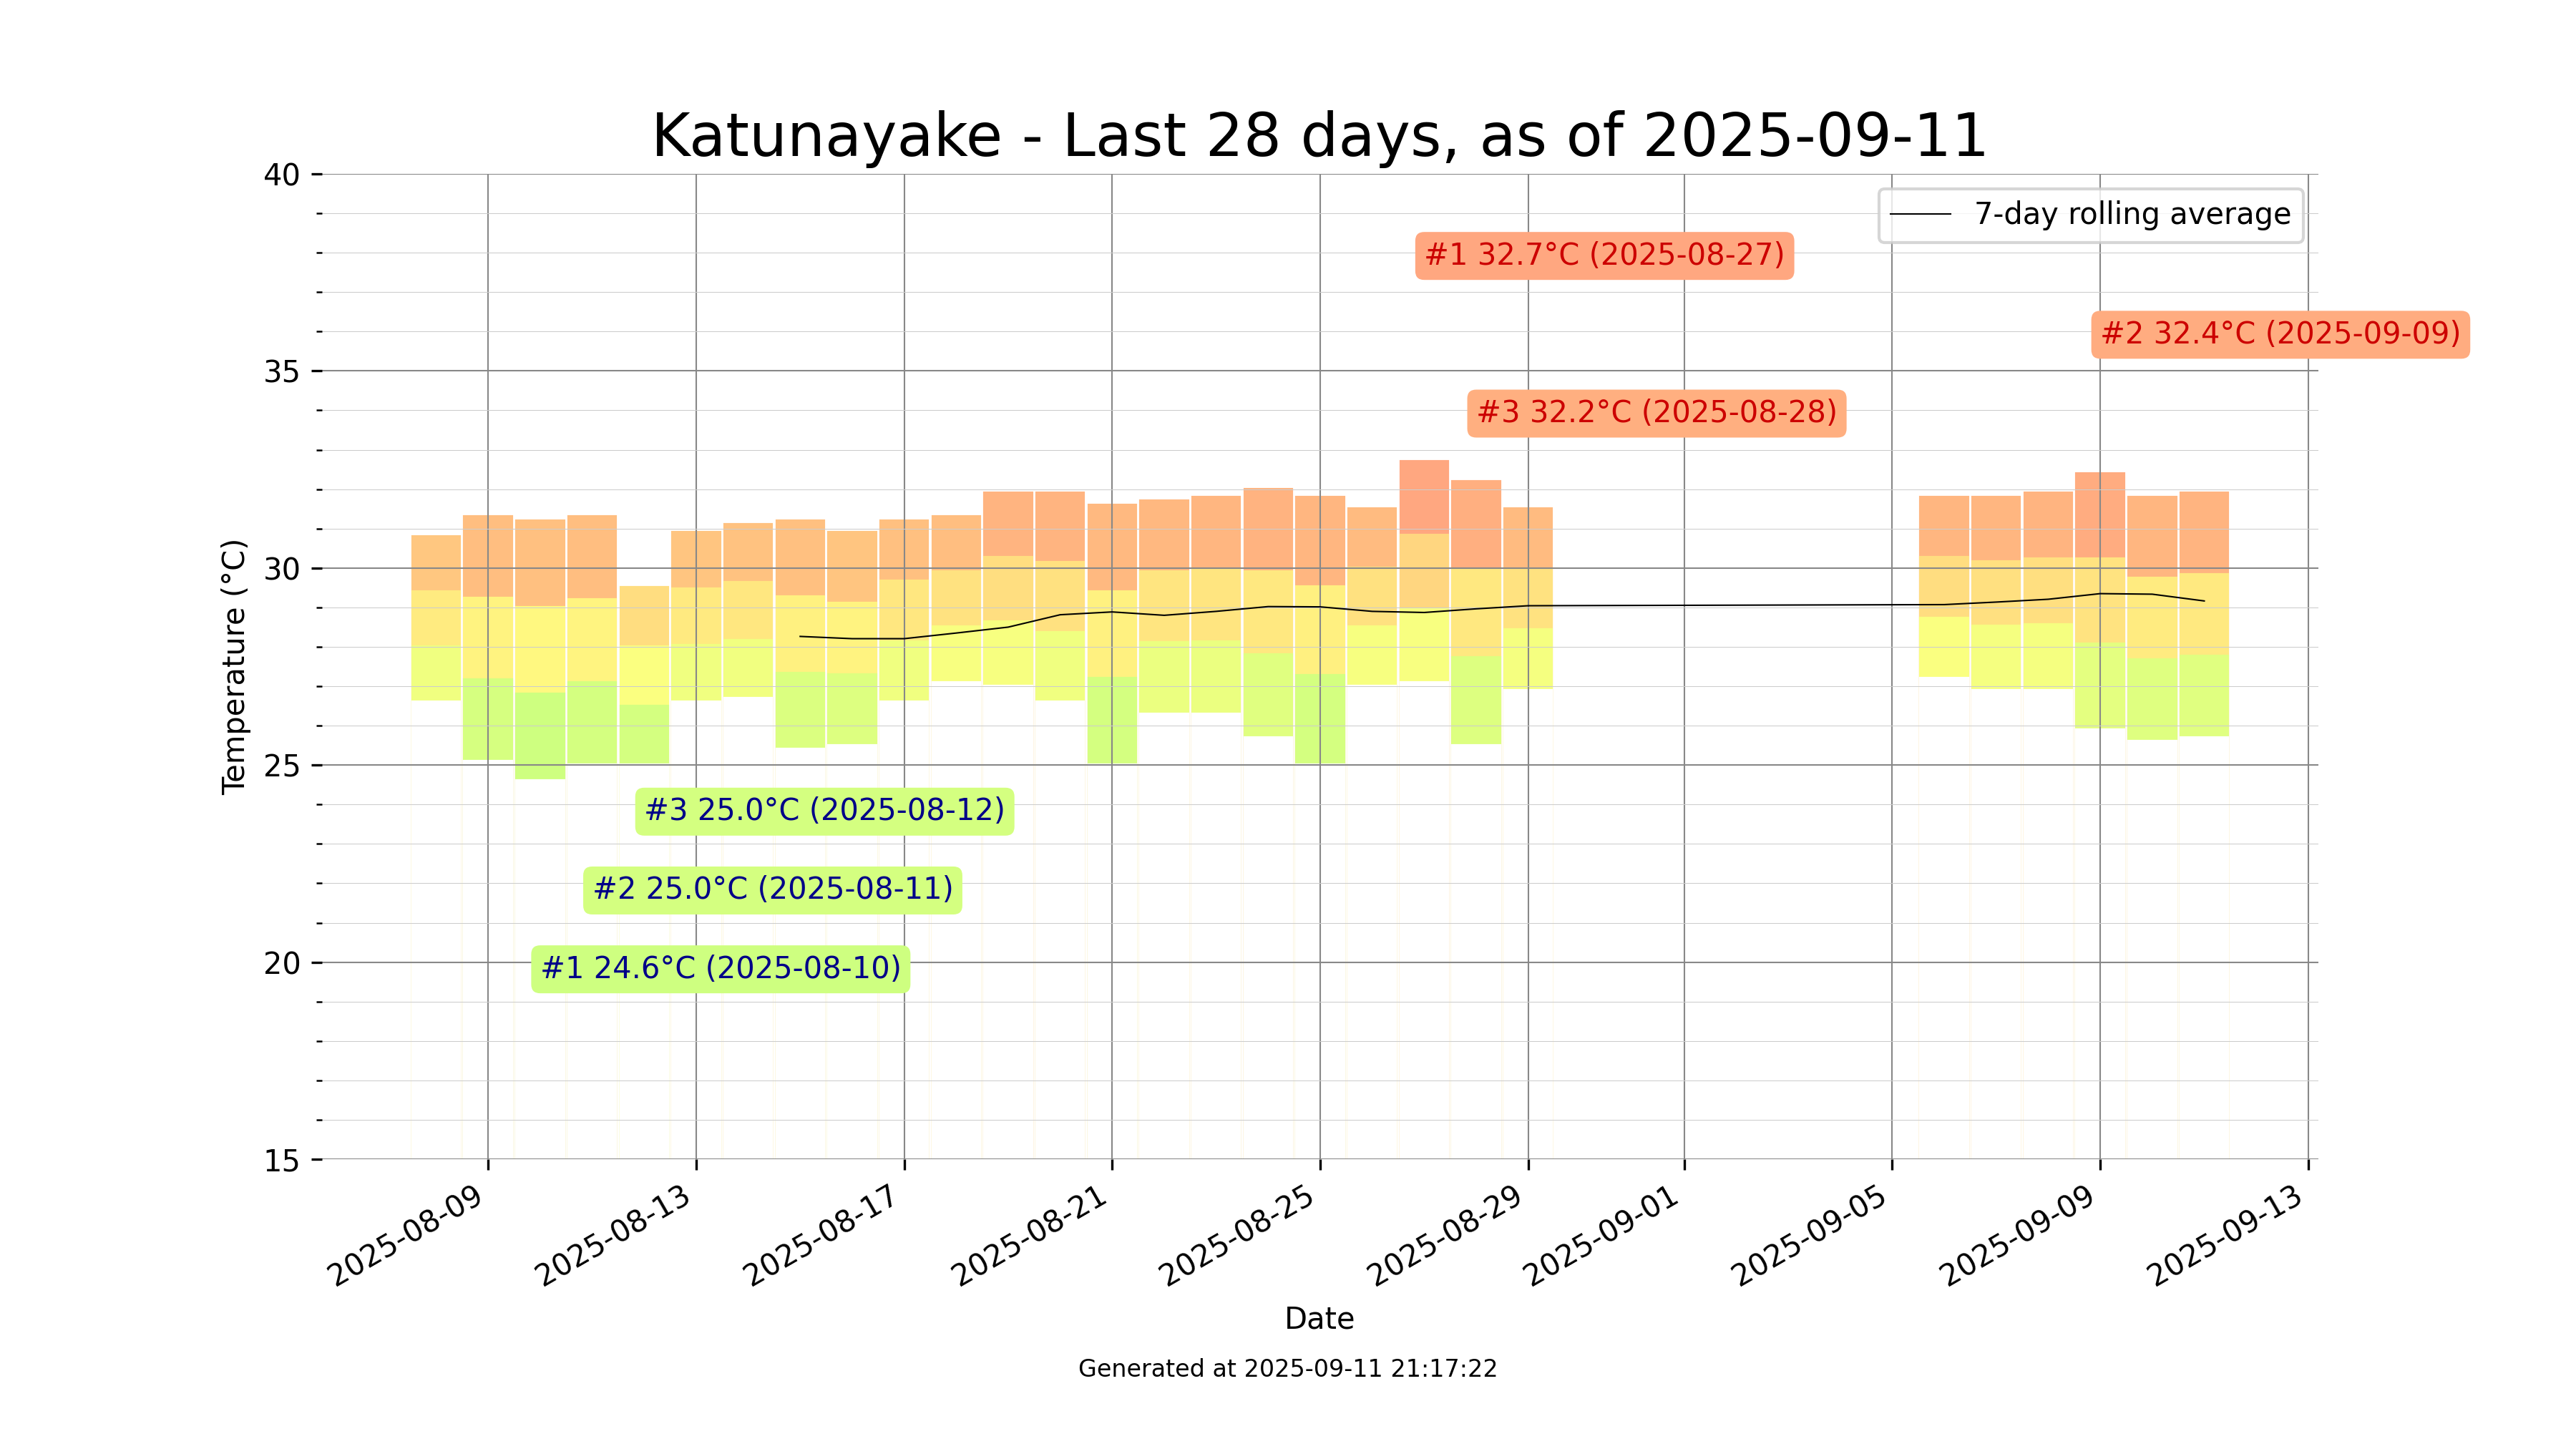 Katunayake - Last 28 days, as of 2025-09-11
7-day rolling average
#1 32.7°C (2025-08-27)
#2 32.4°C (2025-09-09)
#3 32.2°C (2025-08-28)
#3 25.0°C (2025-08-12)
#2 25.0°C (2025-08-11)
#1 24.6°C (2025-08-10)
Temperature (°C)
40
35
30
25
20
15
2025-08-09
2025-08-13
2025-08-17
2025-08-21
2025-08-25
2025-08-29
2025-09-01
2025-09-05
2025-09-09
2025-09-13
Date
Generated at 2025-09-11 21:17:22